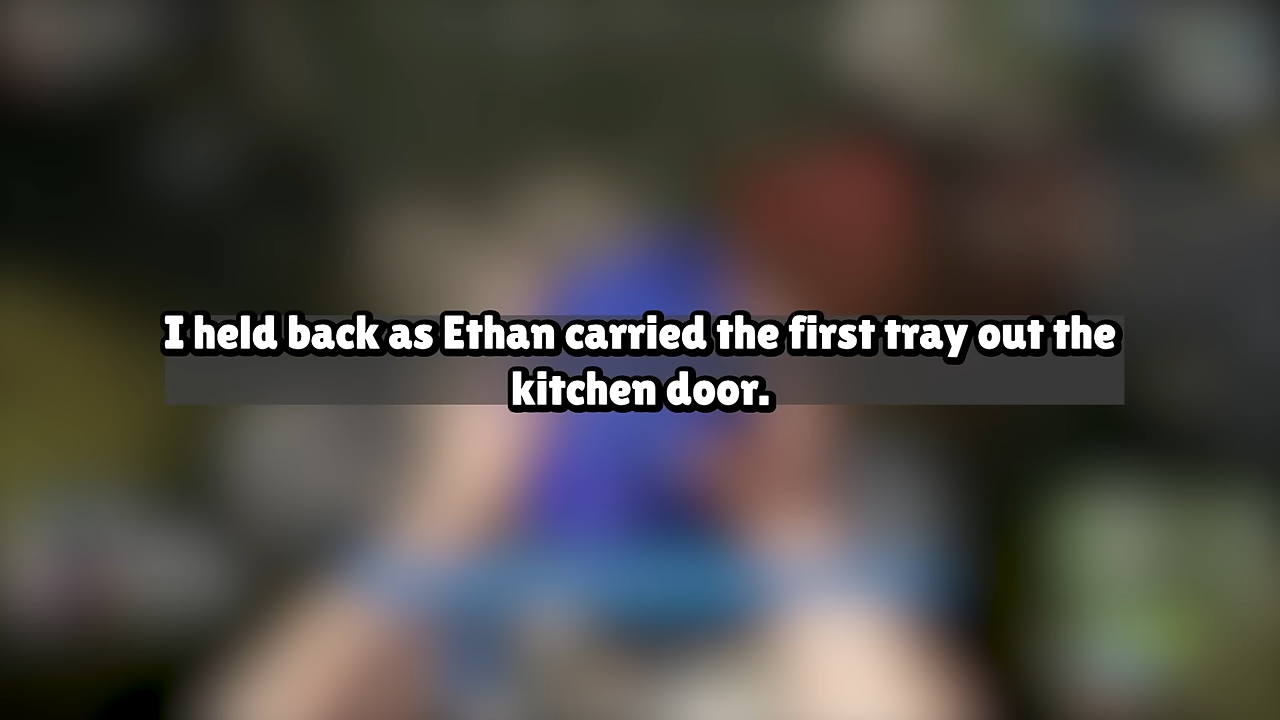 I held back as Ethan carried the first tray out the
kitchen door.